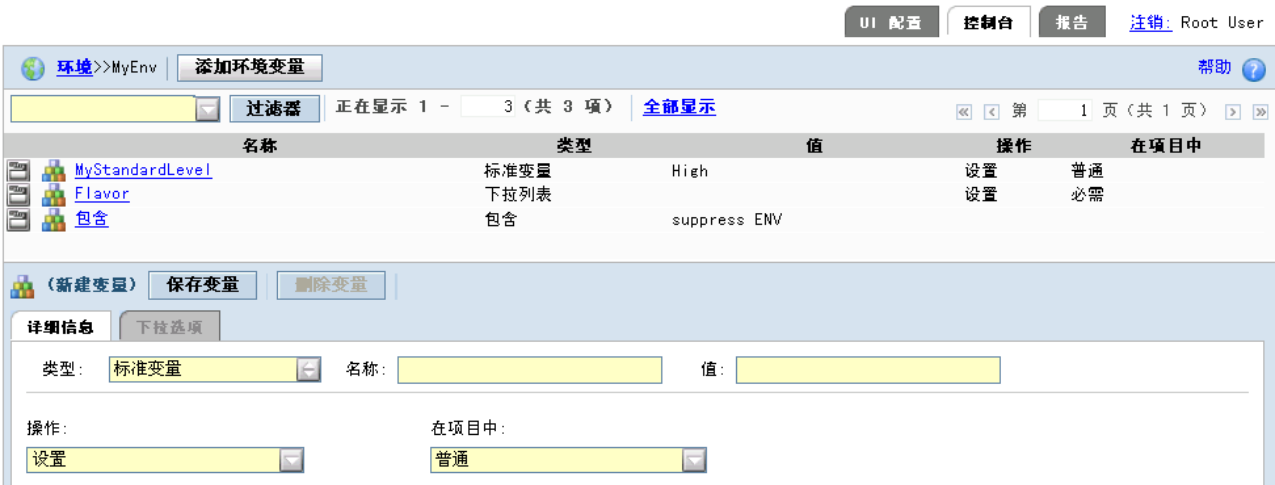 UI 配置 控制台 报告 注销: Root User
环境>>MyEnv 添加环境变量 帮助
过滤器 正在显示 1 - 3 (共 3 项) 全部显示 第 1 页(共 1 页)
名称 类型 值 操作 在项目中
MyStandardLevel 标准变量 High 设置 普通
Flavor 下拉列表 设置 必需
包含 包含 suppress ENV
(新建变量) 保存变量 删除变量
详细信息 下拉选项
类型: 标准变量 名称: 值:
操作: 在项目中:
设置 普通